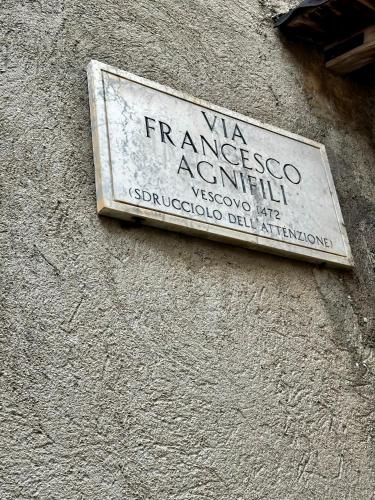 VIA
FRANCESCO
AGNIFILI
VESCOVO 1472
(SDRUCCIOLO DELL'ATTENZIONE)